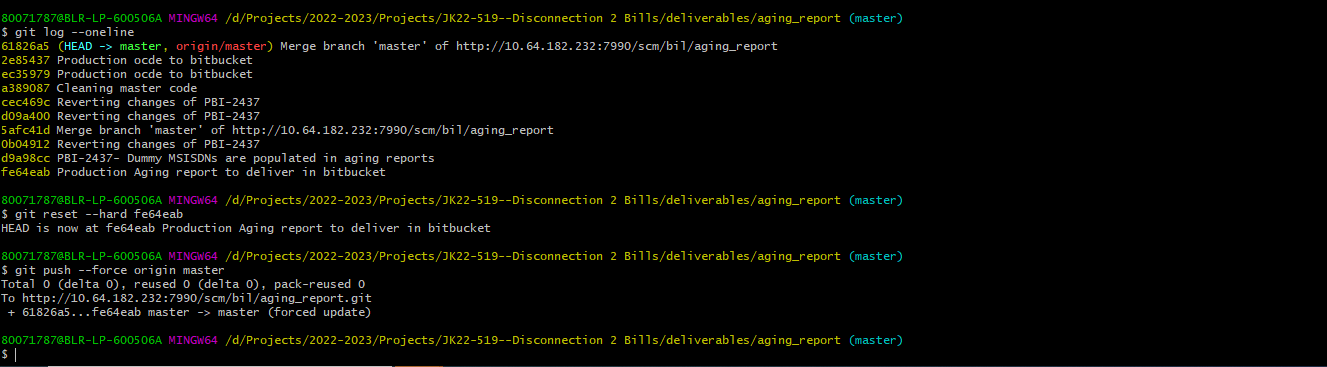 80071787@BLR-LP-600506A MINGW64 /d/Projects/2022-2023/Projects/JK22-519--Disconnection 2 Bills/deliverables/aging_report (master)
$ git log --oneline
61826a5 (HEAD -> master, origin/master) Merge branch 'master' of http://10.64.182.232:7990/scm/bil/aging_report
2e85437 Production ocde to bitbucket
ec35979 Production ocde to bitbucket
a389087 Cleaning master code
cec469c Reverting changes of PBI-2437
d09a400 Reverting changes of PBI-2437
5afc41d Merge branch 'master' of http://10.64.182.232:7990/scm/bil/aging_report
0b04912 Reverting changes of PBI-2437
d9a98cc PBI-2437- Dummy MSISDNs are populated in aging reports
fe64eab Production Aging report to deliver in bitbucket
80071787@BLR-LP-600506A MINGW64 /d/Projects/2022-2023/Projects/JK22-519--Disconnection 2 Bills/deliverables/aging_report (master)
$ git reset --hard fe64eab
HEAD is now at fe64eab Production Aging report to deliver in bitbucket
80071787@BLR-LP-600506A MINGW64 /d/Projects/2022-2023/Projects/JK22-519--Disconnection 2 Bills/deliverables/aging_report (master)
$ git push --force origin master
Total 0 (delta 0), reused 0 (delta 0), pack-reused 0
To http://10.64.182.232:7990/scm/bil/aging_report.git
 + 61826a5...fe64eab master -> master (forced update)
80071787@BLR-LP-600506A MINGW64 /d/Projects/2022-2023/Projects/JK22-519--Disconnection 2 Bills/deliverables/aging_report (master)
$